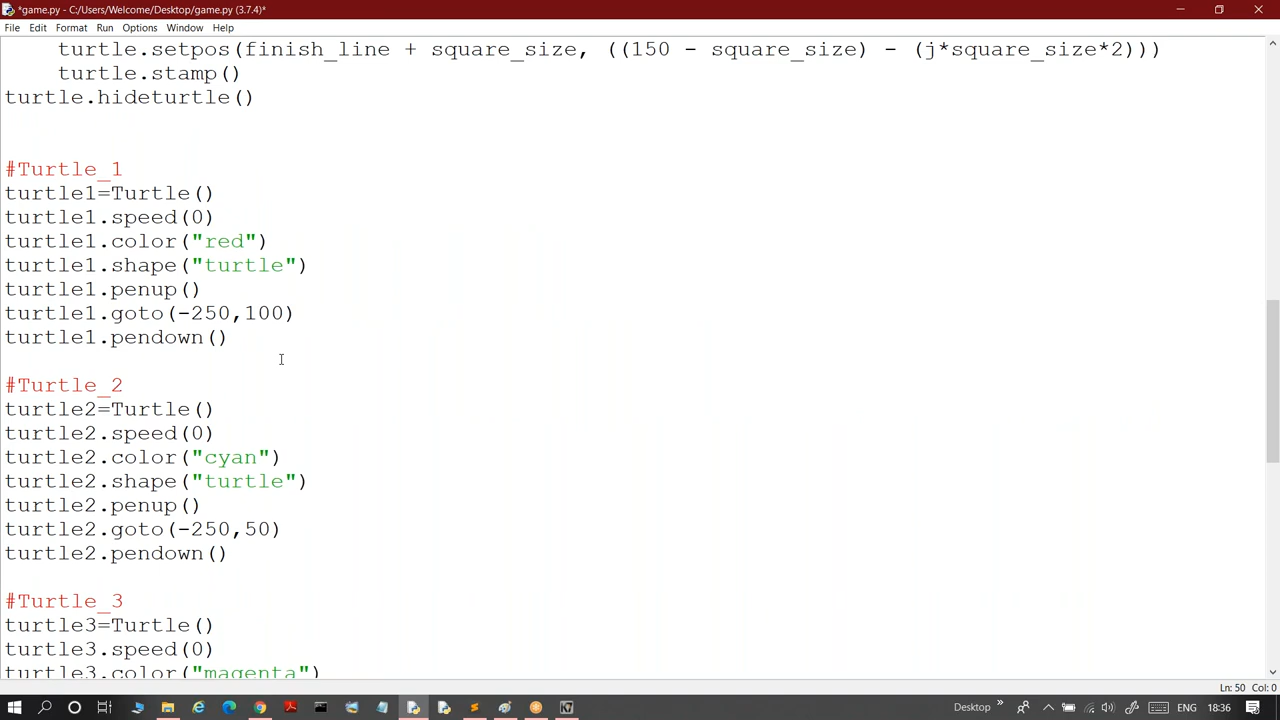 *game.py - C:/Users/Welcome/Desktop/game.py (3.7.4)*
File Edit Format Run Options Window Help
turtle.setpos(finish_line + square_size, ((150 - square_size) - (j*square_size*2)))
turtle.stamp()
turtle.hideturtle()
#Turtle_1
turtle1=Turtle()
turtle1.speed(0)
turtle1.color("red")
turtle1.shape("turtle")
turtle1.penup()
turtle1.goto(-250,100)
turtle1.pendown()
#Turtle_2
turtle2=Turtle()
turtle2.speed(0)
turtle2.color("cyan")
turtle2.shape("turtle")
turtle2.penup()
turtle2.goto(-250,50)
turtle2.pendown()
#Turtle_3
turtle3=Turtle()
turtle3.speed(0)
turtle3.color("magenta")
Ln: 50 Col: 0
Desktop » ENG 18:36